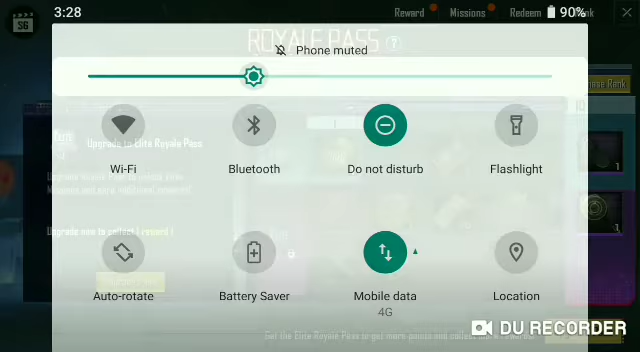 3:28
Reward
Missions
Redeem
90%
SG
ROYALE PASS ?
Phone muted
Upgrade to Elite Royale Pass
Wi-Fi
Bluetooth
Do not disturb
Flashlight
Upgrade now to collect 1 reward!
Auto-rotate
Battery Saver
Mobile data
Location
4G
DU RECORDER